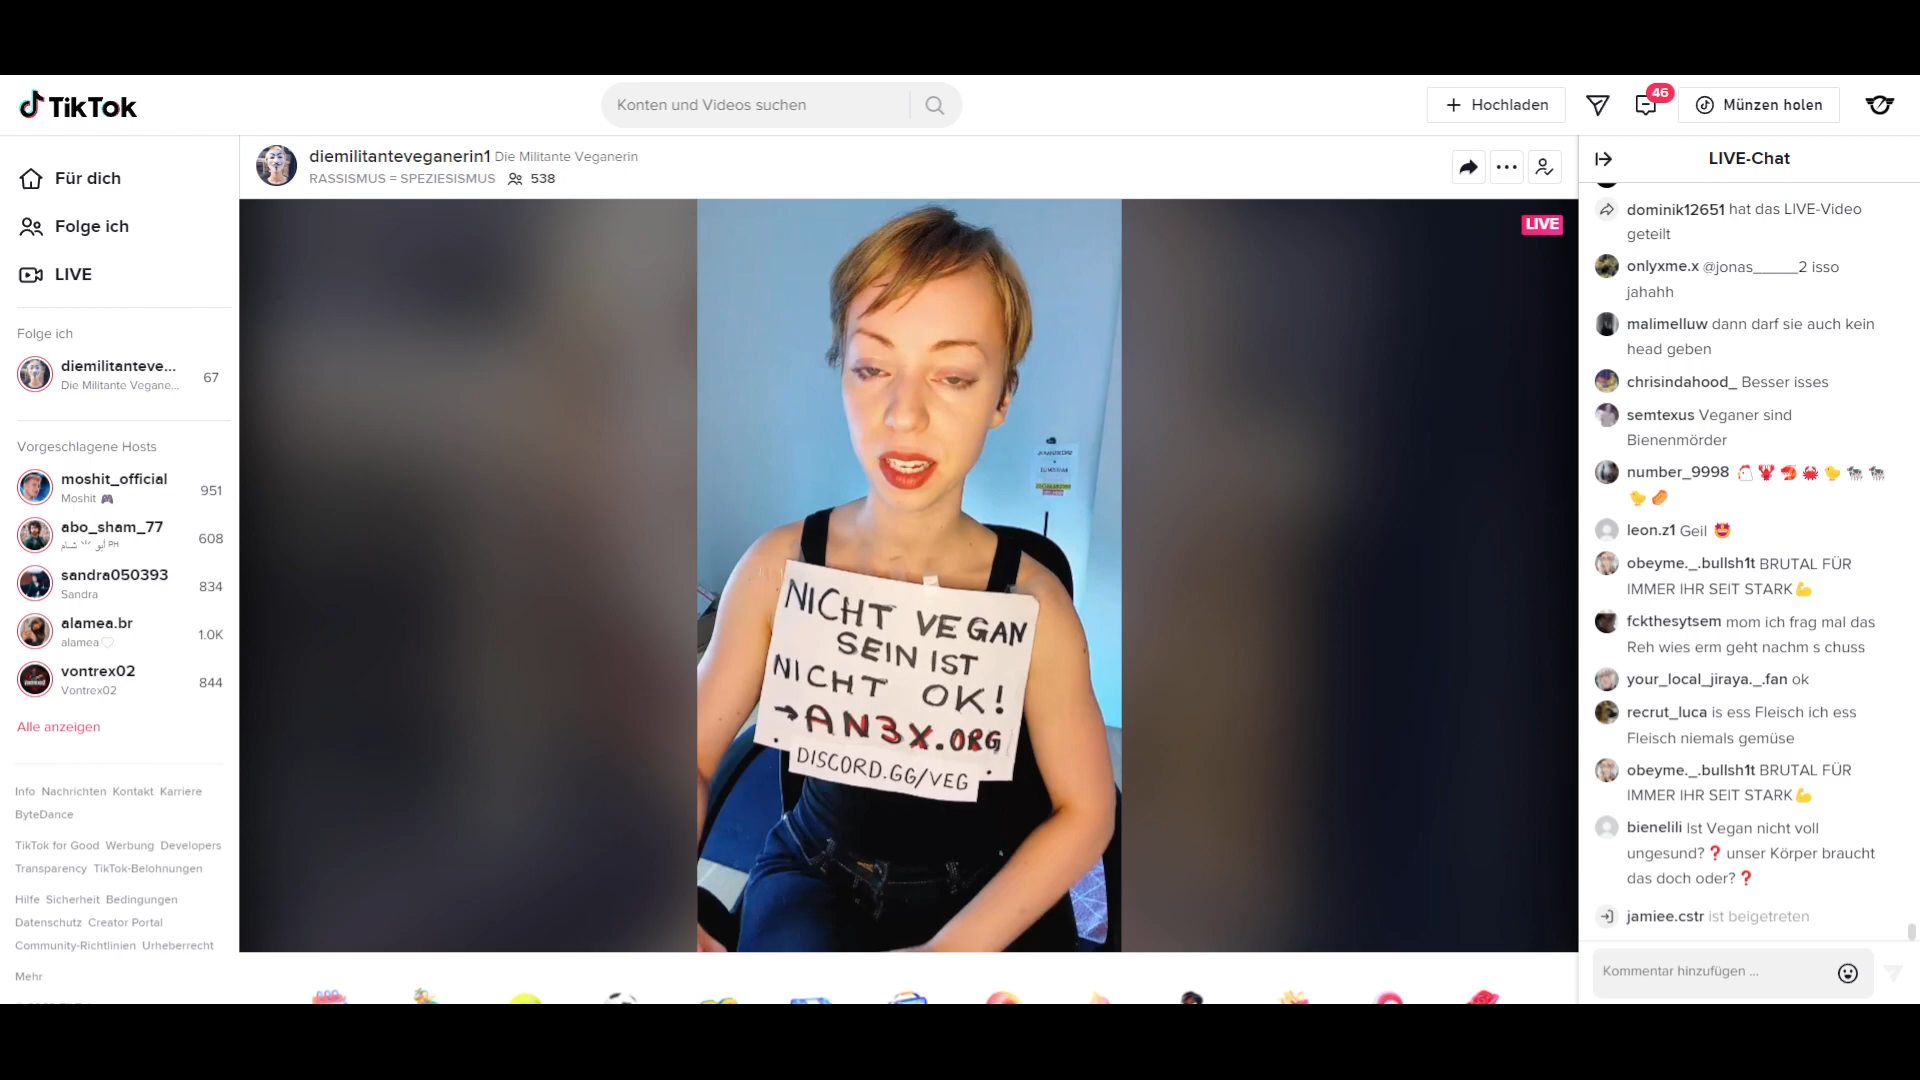 TikTok
Konten und Videos suchen
Hochladen
46
Münzen holen
Für dich
Folge ich
LIVE
Folge ich
diemilitanteve...
Die Militante Vegane...
67
Vorgeschlagene Hosts
moshit_official
Moshit
951
abo_sham_77
608
sandra050393
Sandra
834
alamea.br
alamea
1.0K
vontrex02
Vontrex02
844
Alle anzeigen
Info Nachrichten Kontakt Karriere
ByteDance
TikTok for Good Werbung Developers
Transparency TikTok-Belohnungen
Hilfe Sicherheit Bedingungen
Datenschutz Creator Portal
Community-Richtlinien Urheberrecht
Mehr
diemilitanteveganerin1 Die Militante Veganerin
RASSISMUS = SPEZIESISMUS 538
LIVE
NICHT VEGAN
SEIN IST
NICHT OK!
→AN3X.ORG
DISCORD.GG/VEG
LIVE-Chat
dominik12651 hat das LIVE-Video
geteilt
onlyxme.x @jonas_____2 isso
jahahh
malimelluw dann darf sie auch kein
head geben
chrisindahood_ Besser isses
semtexus Veganer sind
Bienenmörder
number_9998 🐔🦞🦐🦀🐤🐄🐄
🐤🌭
leon.z1 Geil 🤩
obeyme._.bullsh1t BRUTAL FÜR
IMMER IHR SEIT STARK💪
fckthesytsem mom ich frag mal das
Reh wies erm geht nachm s chuss
your_local_jiraya._.fan ok
recrut_luca is ess Fleisch ich ess
Fleisch niemals gemüse
obeyme._.bullsh1t BRUTAL FÜR
IMMER IHR SEIT STARK💪
bienelili Ist Vegan nicht voll
ungesund?❓ unser Körper braucht
das doch oder?❓
jamiee.cstr ist beigetreten
Kommentar hinzufügen ...